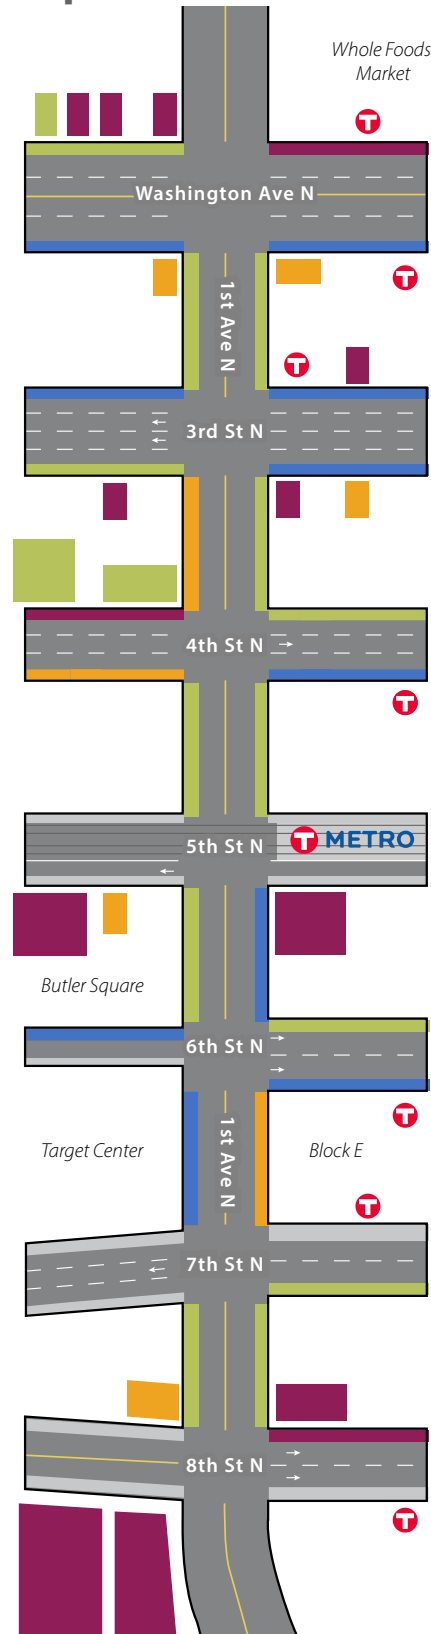 Whole Foods
Market
T
Washington Ave N
T
1st Ave N
T
3rd St N
4th St N
T
5th St N
T METRO
Butler Square
6th St N
T
Target Center
1st Ave N
Block E
T
7th St N
8th St N
T